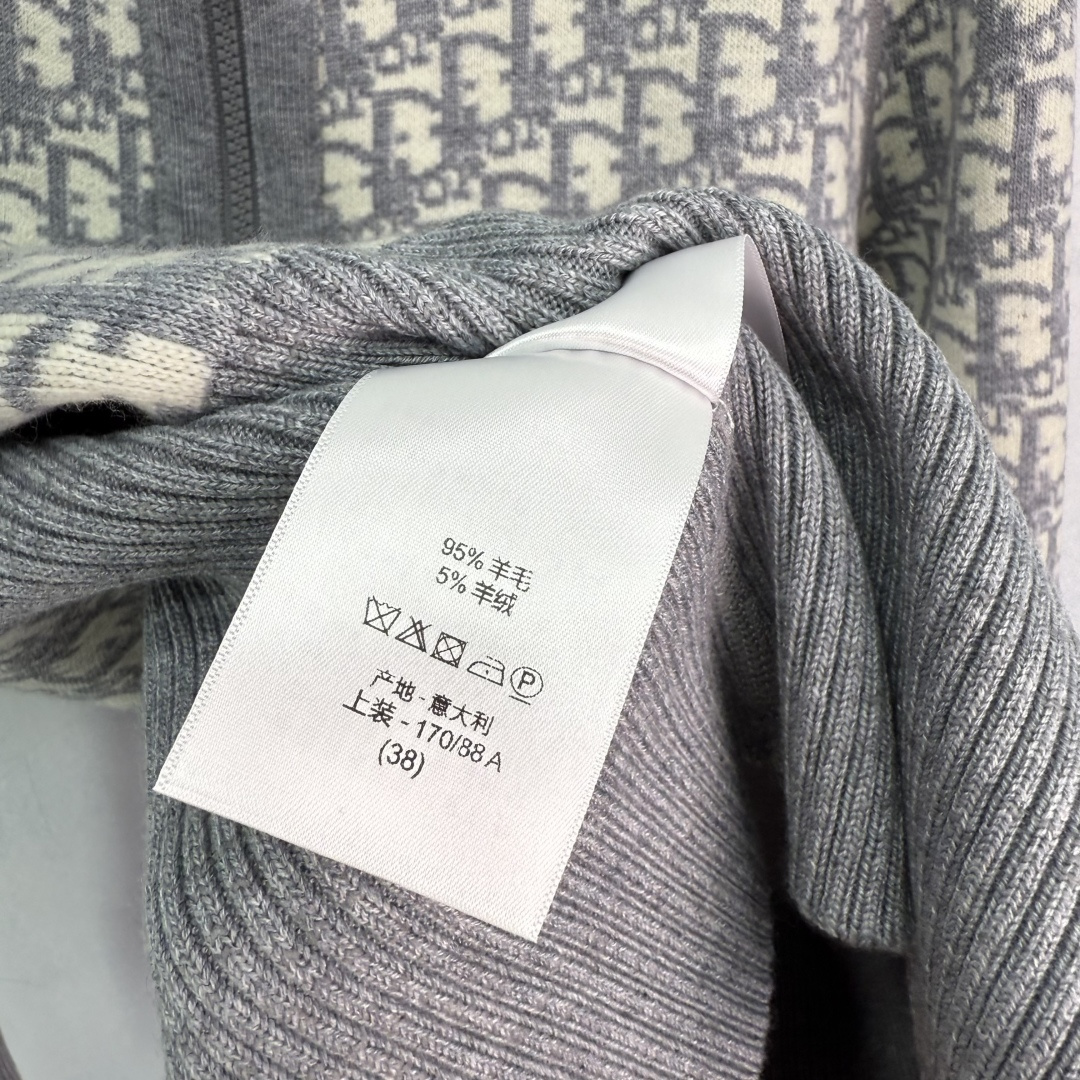 95% 羊毛
5% 羊绒
P
产地 - 意大利
上装 - 170/88 A
(38)